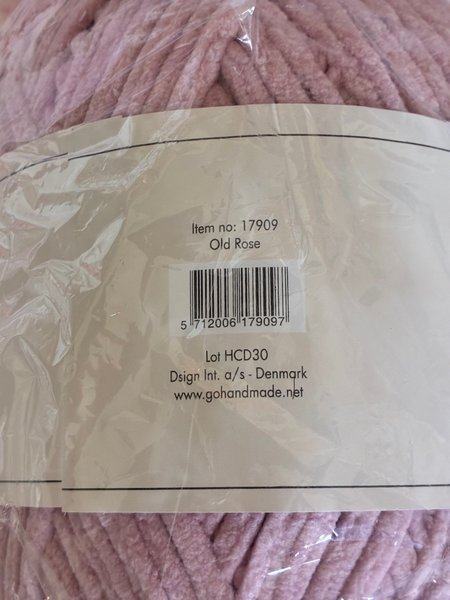 Item no: 17909
Old Rose
5 712006 179097
Lot HCD30
Dsign Int. a/s - Denmark
www.gohandmade.net